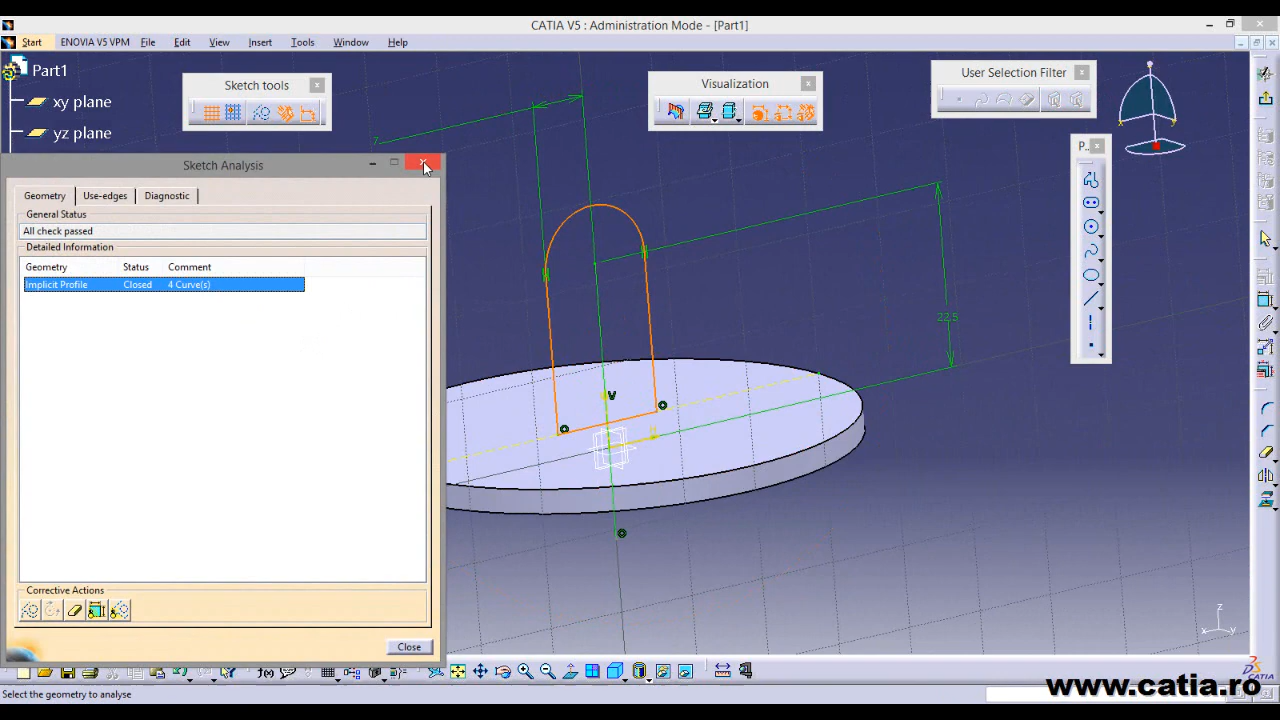 CATIA V5 : Administration Mode - [Part1]
Start ENOVIA V5 VPM File Edit View Insert Tools Window Help
Part1
xy plane
yz plane
Sketch tools
Visualization
User Selection Filter
P..
Sketch Analysis
Geometry Use-edges Diagnostic
General Status
All check passed
Detailed Information
Geometry Status Comment
Implicit Profile Closed 4 Curve(s)
Corrective Actions
Close
7
22.5
V
H
z
x y
Select the geometry to analyse
CATIA
www.catia.ro